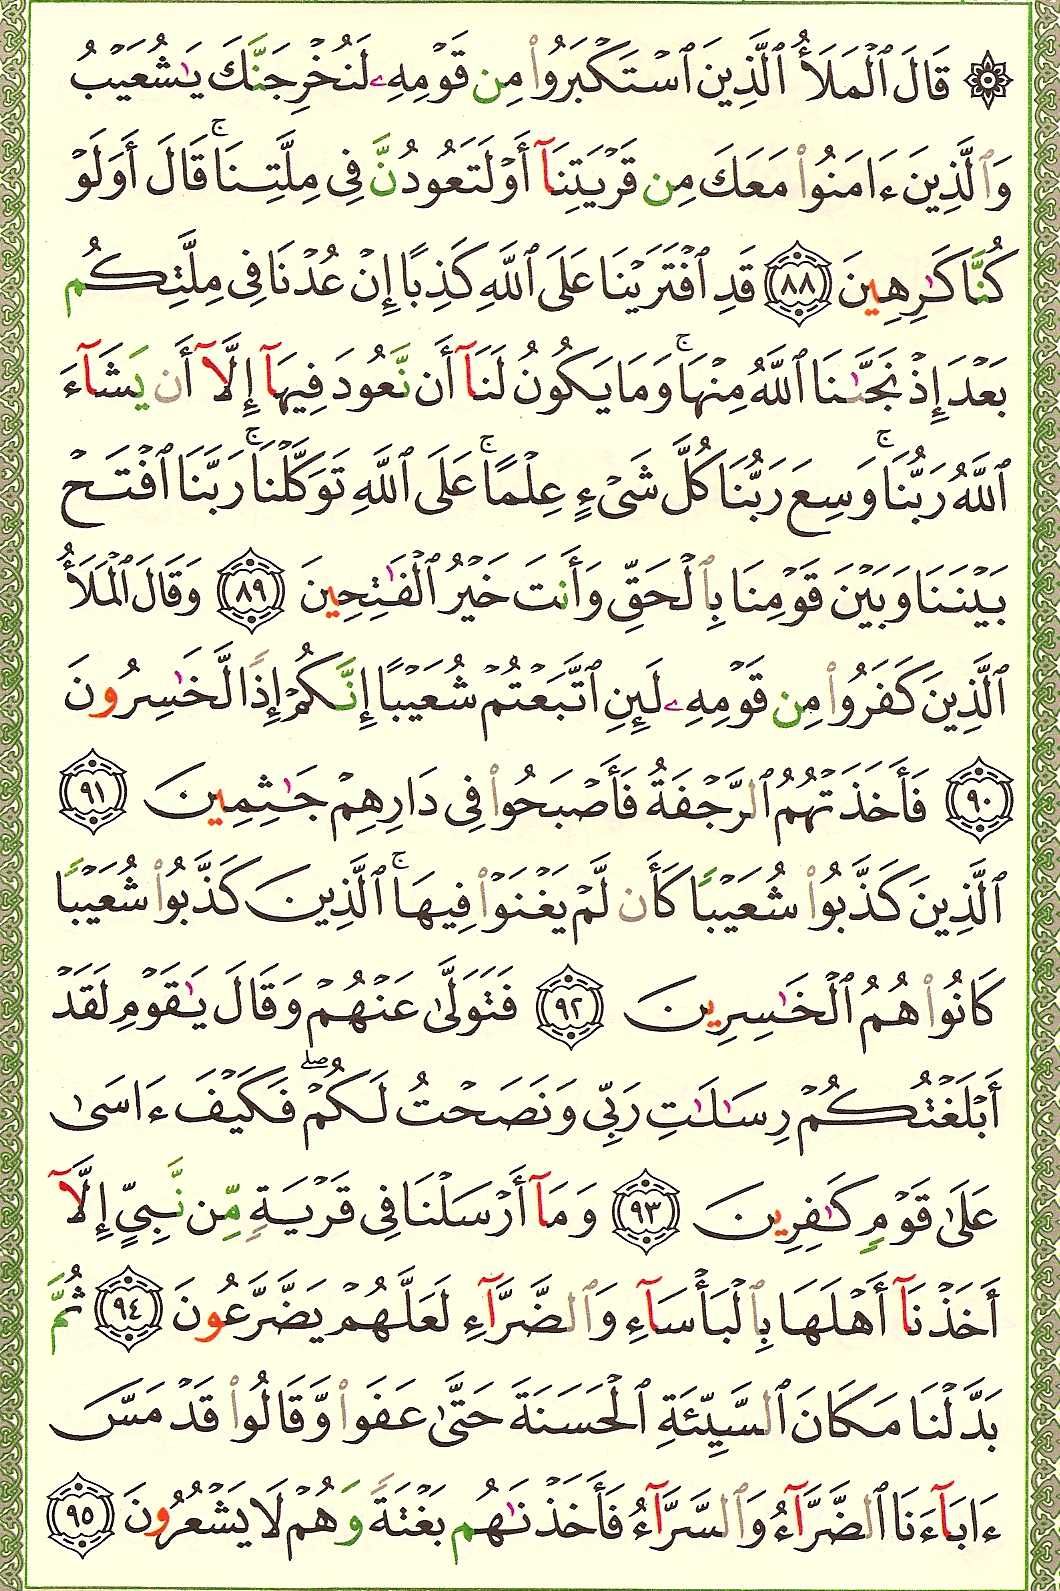 ۞ قَالَ ٱلْمَلَأُ ٱلَّذِينَ ٱسْتَكْبَرُوا۟ مِن قَوْمِهِۦ لَنُخْرِجَنَّكَ يَـٰشُعَيْبُ
وَٱلَّذِينَ ءَامَنُوا۟ مَعَكَ مِن قَرْيَتِنَآ أَوْ لَتَعُودُنَّ فِى مِلَّتِنَا ۚ قَالَ أَوَلَوْ
كُنَّا كَـٰرِهِينَ ٨٨ قَدِ ٱفْتَرَيْنَا عَلَى ٱللَّهِ كَذِبًا إِنْ عُدْنَا فِى مِلَّتِكُم
بَعْدَ إِذْ نَجَّىٰنَا ٱللَّهُ مِنْهَا ۚ وَمَا يَكُونُ لَنَآ أَن نَّعُودَ فِيهَآ إِلَّآ أَن يَشَآءَ
ٱللَّهُ رَبُّنَا ۚ وَسِعَ رَبُّنَا كُلَّ شَىْءٍ عِلْمًا ۚ عَلَى ٱللَّهِ تَوَكَّلْنَا ۚ رَبَّنَا ٱفْتَحْ
بَيْنَنَا وَبَيْنَ قَوْمِنَا بِٱلْحَقِّ وَأَنتَ خَيْرُ ٱلْفَـٰتِحِينَ ٨٩ وَقَالَ ٱلْمَلَأُ
ٱلَّذِينَ كَفَرُوا۟ مِن قَوْمِهِۦ لَئِنِ ٱتَّبَعْتُمْ شُعَيْبًا إِنَّكُمْ إِذًا لَّخَـٰسِرُونَ
٩٠ فَأَخَذَتْهُمُ ٱلرَّجْفَةُ فَأَصْبَحُوا۟ فِى دَارِهِمْ جَـٰثِمِينَ ٩١
ٱلَّذِينَ كَذَّبُوا۟ شُعَيْبًا كَأَن لَّمْ يَغْنَوْا۟ فِيهَا ۚ ٱلَّذِينَ كَذَّبُوا۟ شُعَيْبًا
كَانُوا۟ هُمُ ٱلْخَـٰسِرِينَ ٩٢ فَتَوَلَّىٰ عَنْهُمْ وَقَالَ يَـٰقَوْمِ لَقَدْ
أَبْلَغْتُكُمْ رِسَـٰلَـٰتِ رَبِّى وَنَصَحْتُ لَكُمْ ۖ فَكَيْفَ ءَاسَىٰ
عَلَىٰ قَوْمٍ كَـٰفِرِينَ ٩٣ وَمَآ أَرْسَلْنَا فِى قَرْيَةٍ مِّن نَّبِىٍّ إِلَّآ
أَخَذْنَآ أَهْلَهَا بِٱلْبَأْسَآءِ وَٱلضَّرَّآءِ لَعَلَّهُمْ يَضَّرَّعُونَ ٩٤ ثُمَّ
بَدَّلْنَا مَكَانَ ٱلسَّيِّئَةِ ٱلْحَسَنَةَ حَتَّىٰ عَفَوا۟ وَّقَالُوا۟ قَدْ مَسَّ
ءَابَآءَنَا ٱلضَّرَّآءُ وَٱلسَّرَّآءُ فَأَخَذْنَـٰهُم بَغْتَةً وَهُمْ لَا يَشْعُرُونَ ٩٥